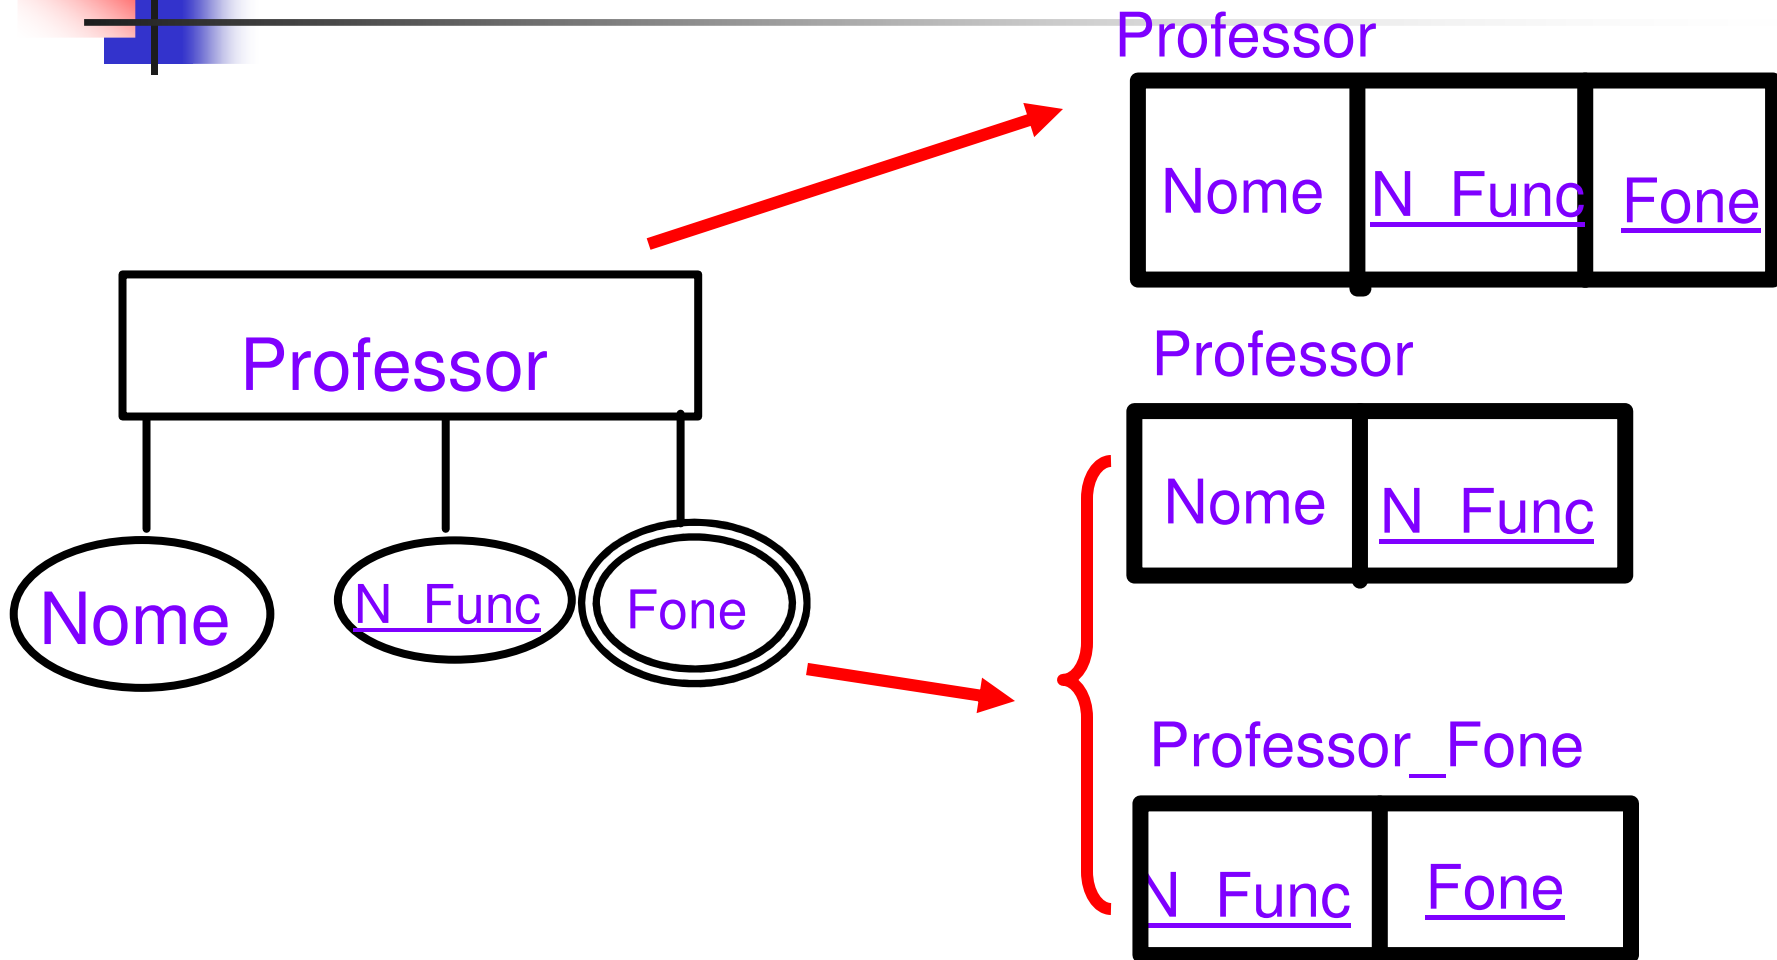 Professor
Nome N_Func Fone
Professor
Professor
Nome N_Func
Nome N_Func Fone
Professor_Fone
N_Func Fone